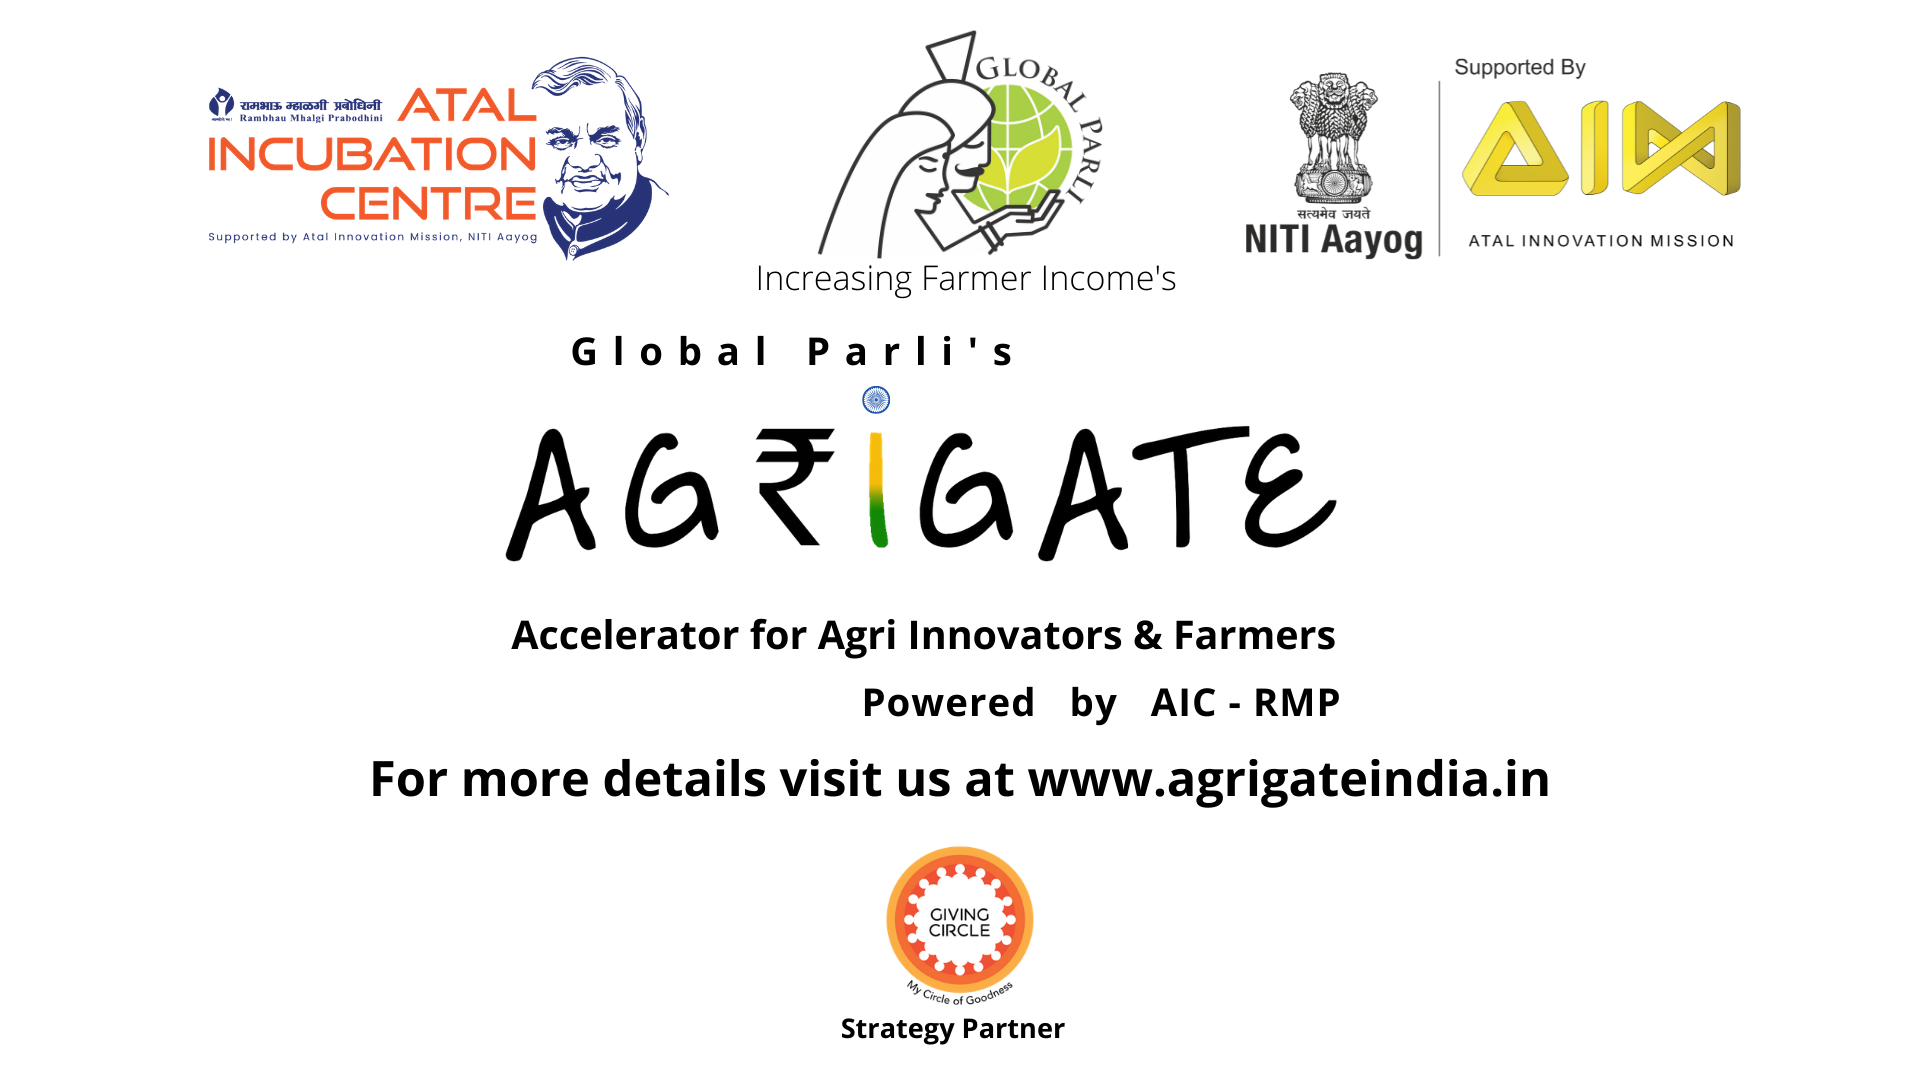 रामभाऊ म्हाळगी प्रबोधिनी
Rambhau Mhalgi Prabodhini
ATAL
INCUBATION
CENTRE
Supported by Atal Innovation Mission, NITI Aayog
GLOBAL PARLI
Increasing Farmer Income's
सत्यमेव जयते
NITI Aayog
Supported By
AIM
ATAL INNOVATION MISSION
Global Parli's
AG₹iGATE
Accelerator for Agri Innovators & Farmers
Powered by AIC - RMP
For more details visit us at www.agrigateindia.in
GIVING
CIRCLE
My Circle of Goodness
Strategy Partner